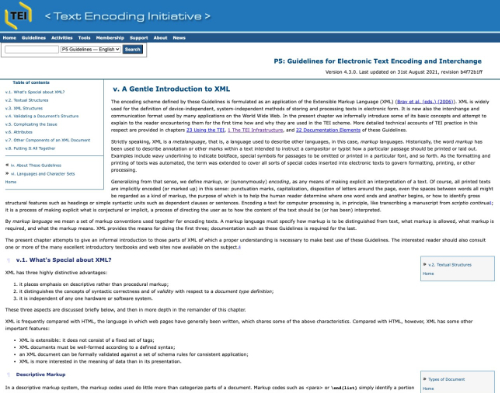 TEI
< Text Encoding Initiative >
Home Guidelines Activities Tools Membership Support About News
P5 Guidelines — English Search
P5: Guidelines for Electronic Text Encoding and Interchange
Version 4.3.0. Last updated on 31st August 2021, revision b4f72b1ff
Table of contents
v.1. What's Special about XML?
v.2. Textual Structures
v.3. XML Structures
v.4. Validating a Document's Structure
v.5. Complicating the Issue
v.6. Attributes
v.7. Other Components of an XML Document
v.8. Putting It All Together
« iv. About These Guidelines
» vi. Languages and Character Sets
Home
v. A Gentle Introduction to XML
The encoding scheme defined by these Guidelines is formulated as an application of the Extensible Markup Language (XML) (Bray et al. (eds.) (2006)). XML is widely
used for the definition of device-independent, system-independent methods of storing and processing texts in electronic form. It is now also the interchange and
communication format used by many applications on the World Wide Web. In the present chapter we informally introduce some of its basic concepts and attempt to
explain to the reader encountering them for the first time how and why they are used in the TEI scheme. More detailed technical accounts of TEI practice in this
respect are provided in chapters 23 Using the TEI, 1 The TEI Infrastructure, and 22 Documentation Elements of these Guidelines.
Strictly speaking, XML is a metalanguage, that is, a language used to describe other languages, in this case, markup languages. Historically, the word markup has
been used to describe annotation or other marks within a text intended to instruct a compositor or typist how a particular passage should be printed or laid out.
Examples include wavy underlining to indicate boldface, special symbols for passages to be omitted or printed in a particular font, and so forth. As the formatting and
printing of texts was automated, the term was extended to cover all sorts of special codes inserted into electronic texts to govern formatting, printing, or other
processing.
Generalizing from that sense, we define markup, or (synonymously) encoding, as any means of making explicit an interpretation of a text. Of course, all printed texts
are implicitly encoded (or marked up) in this sense: punctuation marks, capitalization, disposition of letters around the page, even the spaces between words all might
be regarded as a kind of markup, the purpose of which is to help the human reader determine where one word ends and another begins, or how to identify gross
structural features such as headings or simple syntactic units such as dependent clauses or sentences. Encoding a text for computer processing is, in principle, like transcribing a manuscript from scriptio continua;
it is a process of making explicit what is conjectural or implicit, a process of directing the user as to how the content of the text should be (or has been) interpreted.
By markup language we mean a set of markup conventions used together for encoding texts. A markup language must specify how markup is to be distinguished from text, what markup is allowed, what markup is
required, and what the markup means. XML provides the means for doing the first three; documentation such as these Guidelines is required for the last.
The present chapter attempts to give an informal introduction to those parts of XML of which a proper understanding is necessary to make best use of these Guidelines. The interested reader should also consult
one or more of the many excellent introductory textbooks and web sites now available on the subject.
v.1. What's Special about XML?
» v.2. Textual Structures
Home
XML has three highly distinctive advantages:
1. it places emphasis on descriptive rather than procedural markup;
2. it distinguishes the concepts of syntactic correctness and of validity with respect to a document type definition;
3. it is independent of any one hardware or software system.
These three aspects are discussed briefly below, and then in more depth in the remainder of this chapter.
XML is frequently compared with HTML, the language in which web pages have generally been written, which shares some of the above characteristics. Compared with HTML, however, XML has some other
important features:
• XML is extensible: it does not consist of a fixed set of tags;
• XML documents must be well-formed according to a defined syntax;
• an XML document can be formally validated against a set of schema rules for consistent application;
• XML is more interested in the meaning of data than in its presentation.
Descriptive Markup
» Types of Document
Home
In a descriptive markup system, the markup codes used do little more than categorize parts of a document. Markup codes such as <para> or \end{list} simply identify a portion